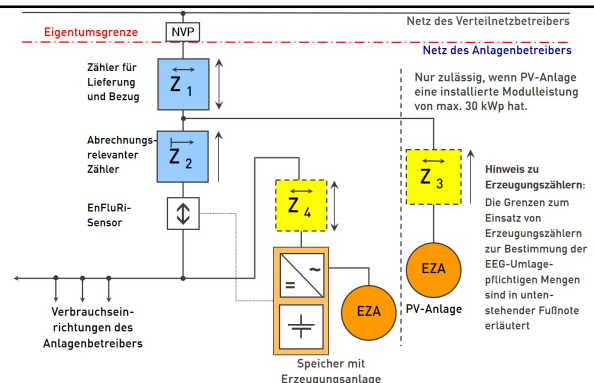 Netz des Verteilnetzbetreibers
Eigentumsgrenze
NVP
Netz des Anlagenbetreibers
Zähler für
Lieferung
und Bezug
Z 1
Nur zulässig, wenn PV-Anlage
eine installierte Modulleistung
von max. 30 kWp hat.
Abrechnungs-
relevanter
Zähler
Z 2
Z 3
Hinweis zu
Erzeugungszählern:
Die Grenzen zum
Einsatz von
Erzeugungszählern
zur Bestimmung der
EEG-Umlage-
pflichtigen Mengen
sind in unten-
stehender Fußnote
erläutert
EnFluRi-
Sensor
Z 4
EZA
PV-Anlage
EZA
Verbrauchsein-
richtungen des
Anlagenbetreibers
Speicher mit
Erzeugungsanlage